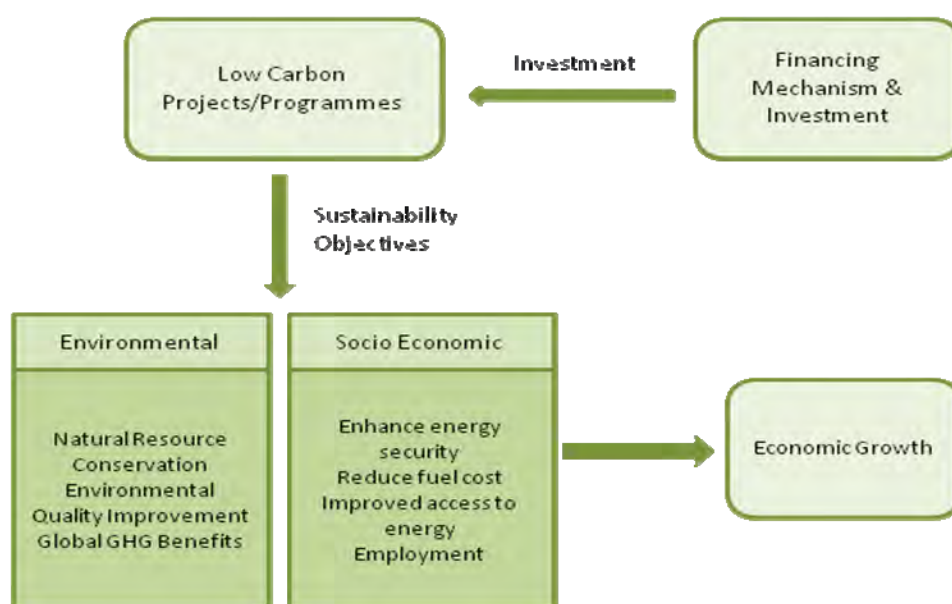 Low Carbon
Projects/Programmes
Investment
Financing
Mechanism &
Investment
Sustainability
Objectives
Environmental
Natural Resource
Conservation
Environmental
Quality Improvement
Global GHG Benefits
Socio Economic
Enhance energy
security
Reduce fuel cost
Improved access to
energy
Employment
Economic Growth